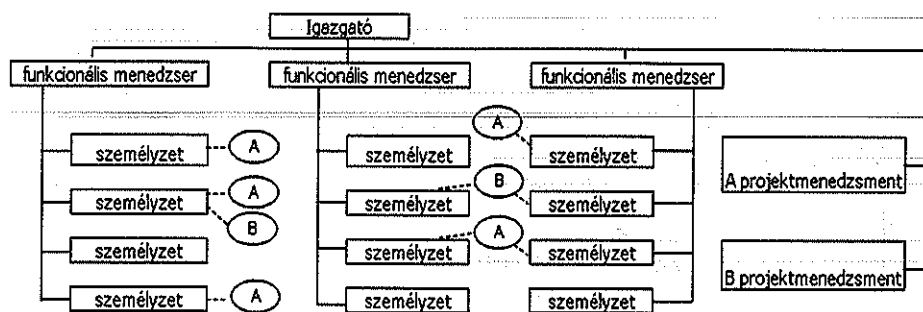 Igazgató
funkcionális menedzser funkcionális menedzser funkcionális menedzser
A
személyzet A személyzet személyzet
A B A projektmenedzsment
személyzet személyzet személyzet
B
személyzet személyzet A személyzet
B projektmenedzsment
személyzet A személyzet személyzet